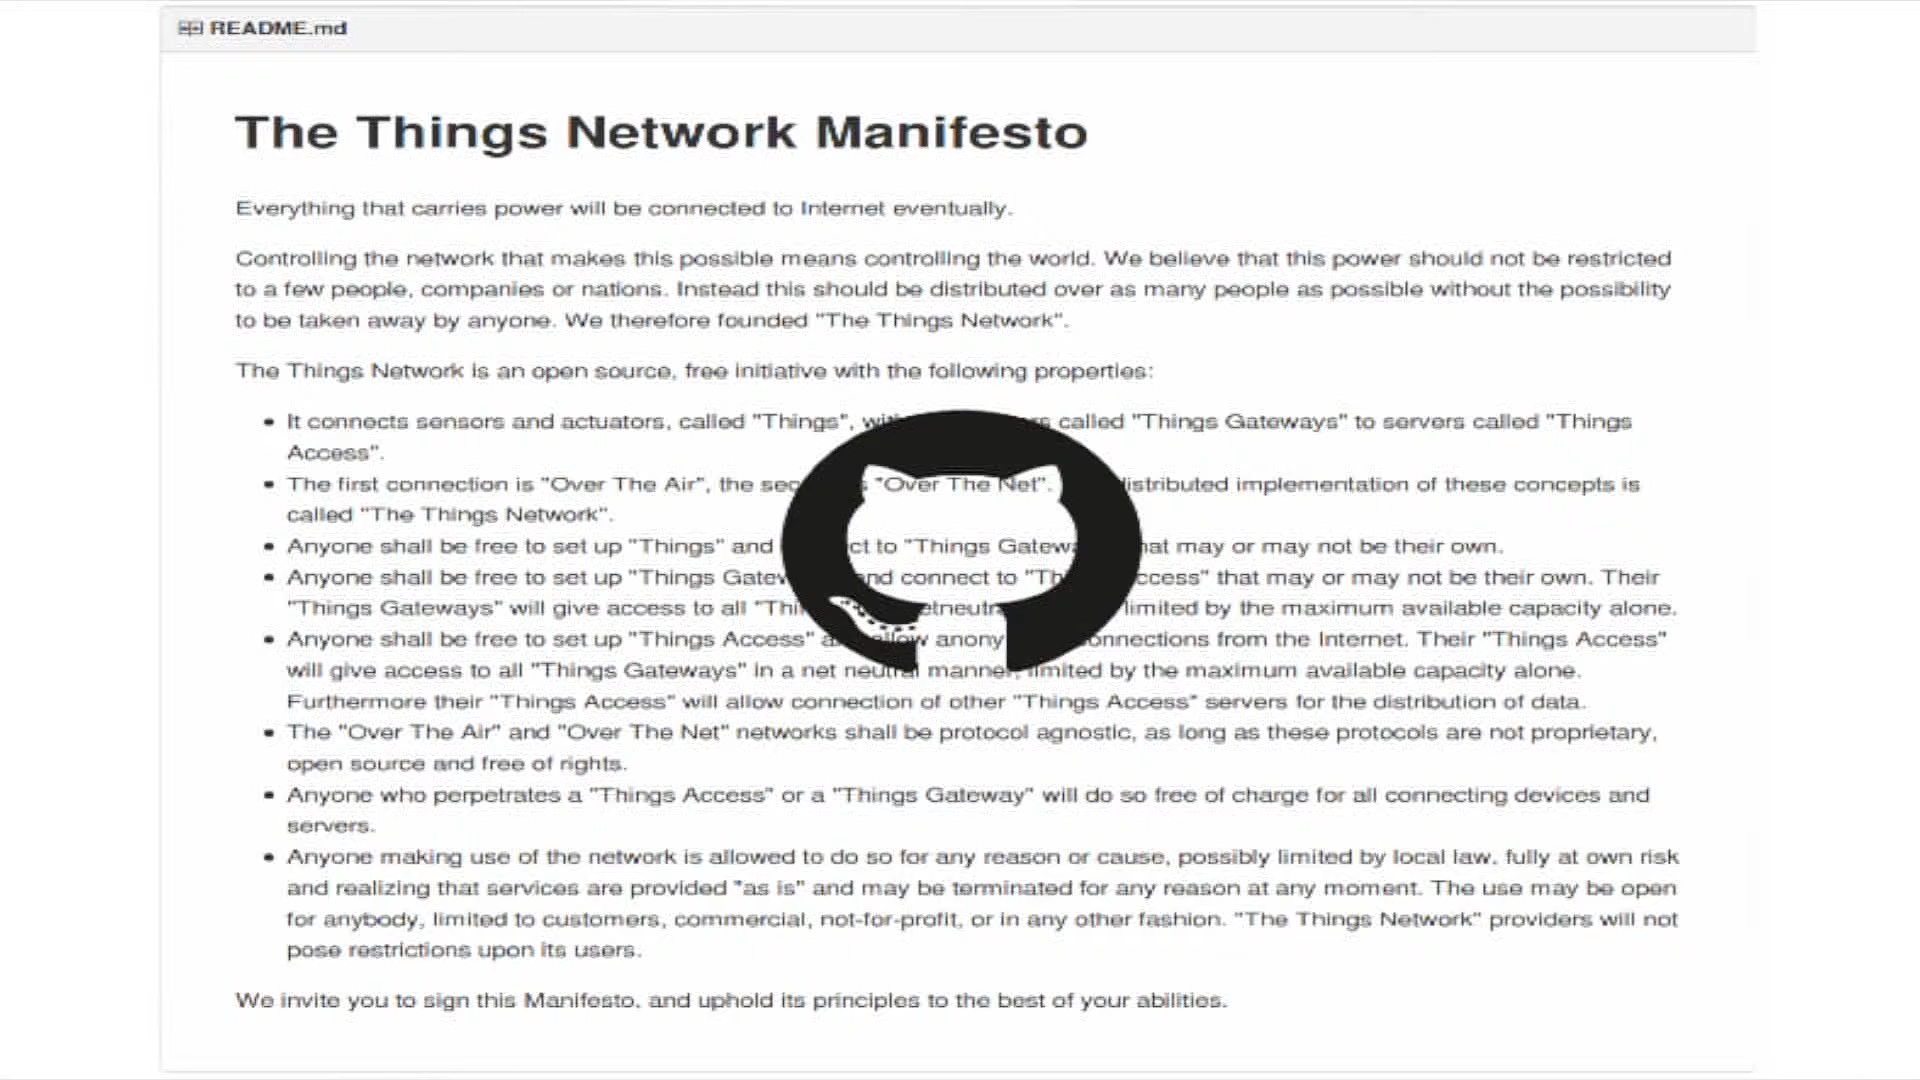 README.md
The Things Network Manifesto
Everything that carries power will be connected to Internet eventually.
Controlling the network that makes this possible means controlling the world. We believe that this power should not be restricted
to a few people, companies or nations. Instead this should be distributed over as many people as possible without the possibility
to be taken away by anyone. We therefore founded "The Things Network".
The Things Network is an open source, free initiative with the following properties:
• It connects sensors and actuators, called "Things", called "Things Gateways" to servers called "Things
Access".
• The first connection is "Over The Air", the "Over The Net". distributed implementation of these concepts is
called "The Things Network".
• Anyone shall be free to set up "Things" and to "Things that may or may not be their own.
• Anyone shall be free to set up "Things and connect to Access" that may or may not be their own. Their
"Things Gateways" will give access to all limited by the maximum available capacity alone.
• Anyone shall be free to set up "Things Access" allow connections from the Internet. Their "Things Access"
will give access to all "Things Gateways" in a net neutral manner, limited by the maximum available capacity alone.
Furthermore their "Things Access" will allow connection of other "Things Access" servers for the distribution of data.
• The "Over The Air" and "Over The Net" networks shall be protocol agnostic, as long as these protocols are not proprietary,
open source and free of rights.
• Anyone who perpetrates a "Things Access" or a "Things Gateway" will do so free of charge for all connecting devices and
servers.
• Anyone making use of the network is allowed to do so for any reason or cause, possibly limited by local law, fully at own risk
and realizing that services are provided "as is" and may be terminated for any reason at any moment. The use may be open
for anybody, limited to customers, commercial, not-for-profit, or in any other fashion. "The Things Network" providers will not
pose restrictions upon its users.
We invite you to sign this Manifesto, and uphold its principles to the best of your abilities.